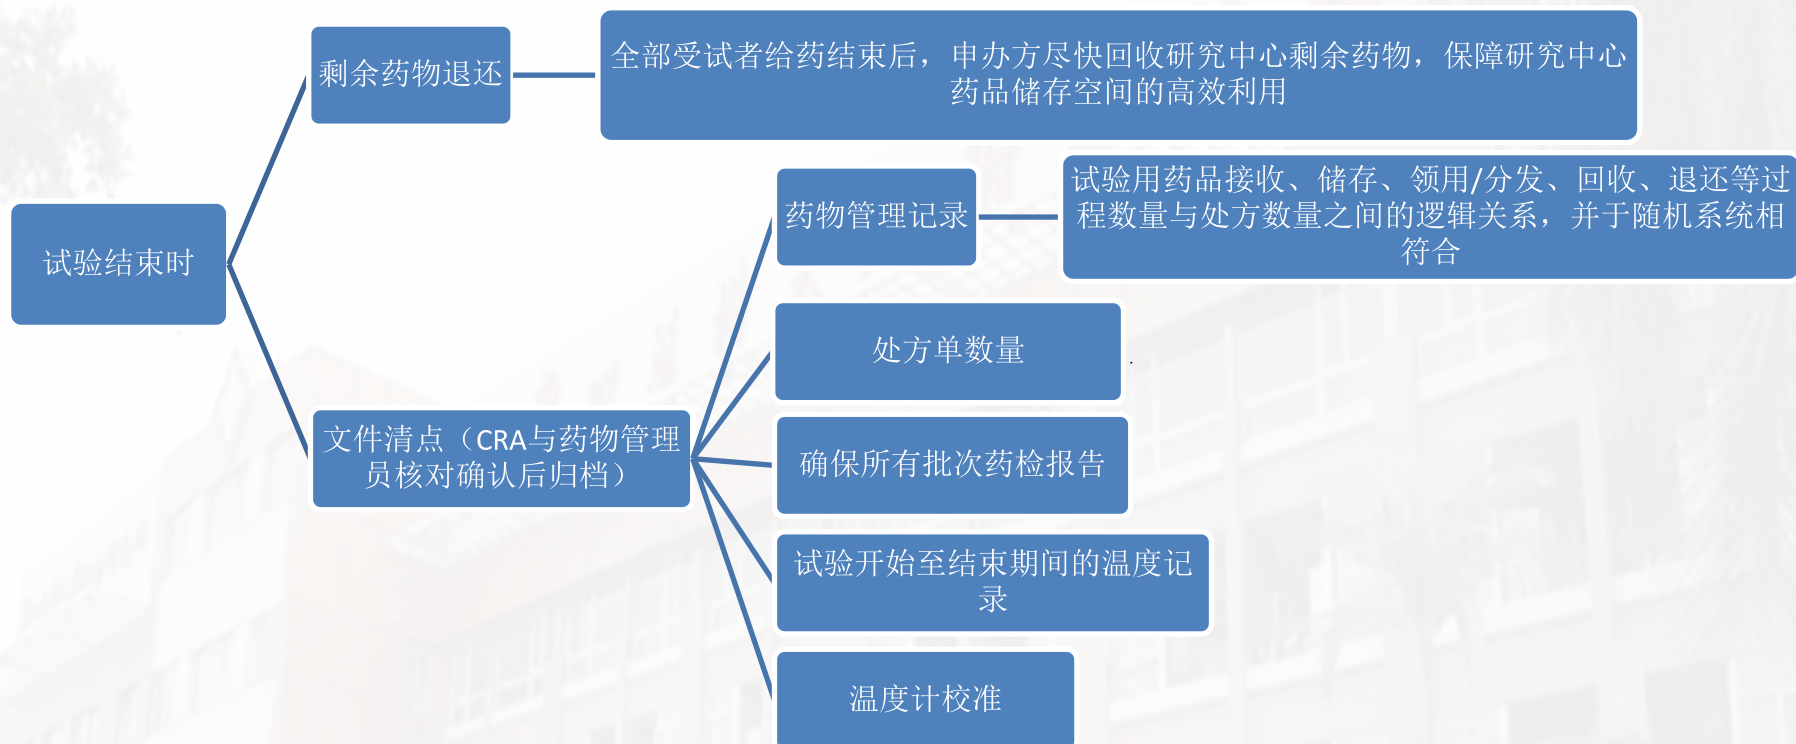 剩余药物退还
全部受试者给药结束后，申办方尽快回收研究中心剩余药物，保障研究中心
药品储存空间的高效利用
试验结束时
文件清点（CRA与药物管理
员核对确认后归档）
药物管理记录
试验用药品接收、储存、领用/分发、回收、退还等过
程数量与处方数量之间的逻辑关系，并于随机系统相
符合
处方单数量
确保所有批次药检报告
试验开始至结束期间的温度记
录
温度计校准